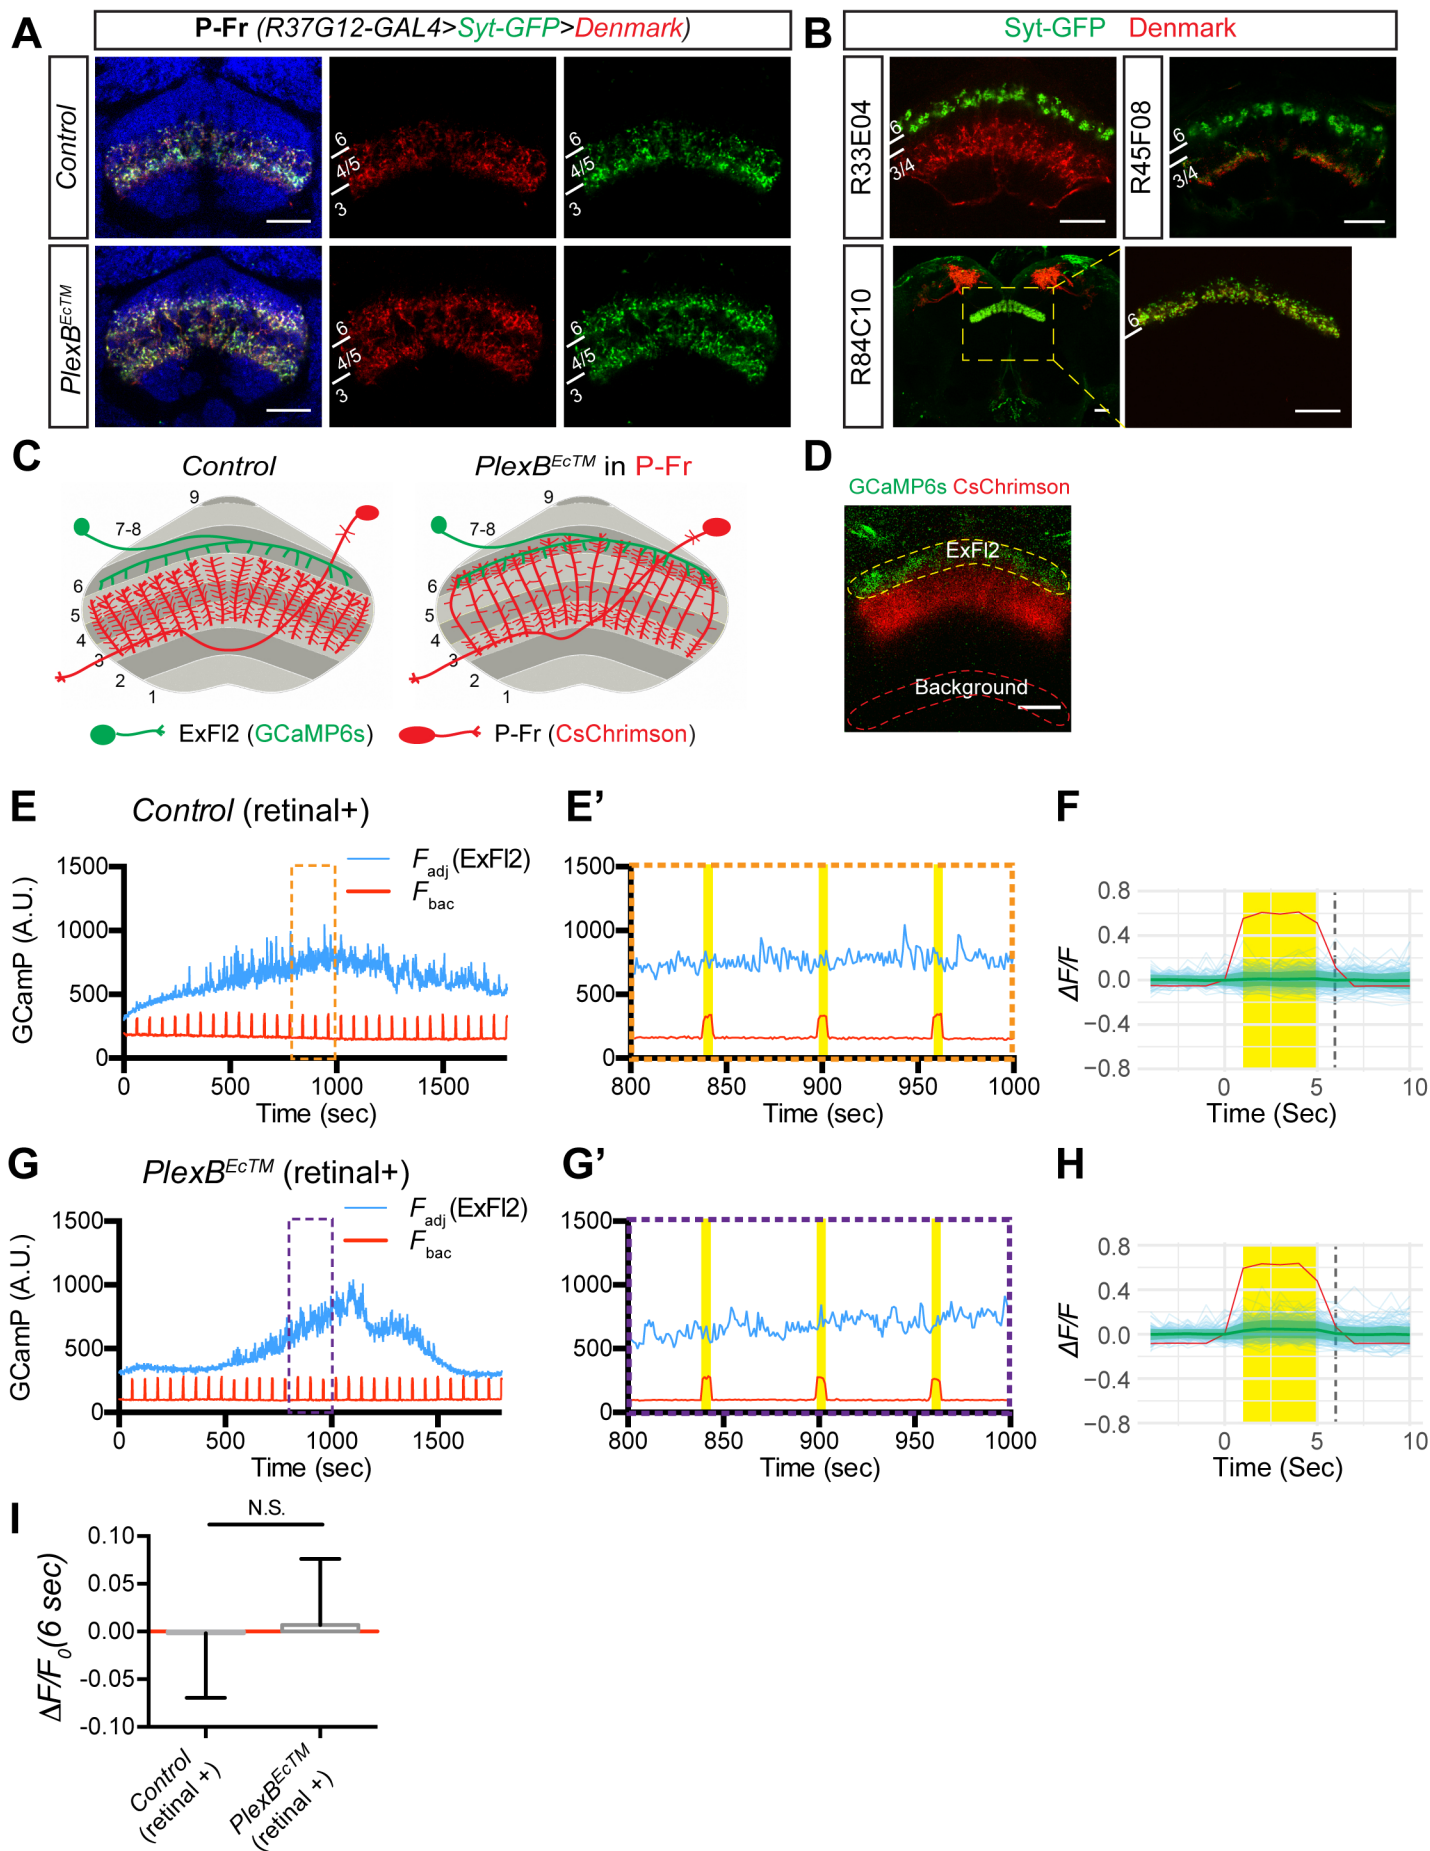 A
P-Fr (R37G12-GAL4>Syt-GFP>Denmark)
Control
6
4/5
3
6
4/5
3
PlexB^EcTM
6
4/5
3
6
4/5
3
B
Syt-GFP Denmark
R33E04
6
3/4
R45F08
6
3/4
R84C10
6
C
Control
PlexB^EcTM in P-Fr
9
7-8
6
5
4
3
2
1
9
7-8
6
5
4
3
2
1
ExFl2 (GCaMP6s)
P-Fr (CsChrimson)
D
GCaMP6s CsChrimson
ExFl2
Background
E
Control (retinal+)
F_adj (ExFl2)
F_bac
GCamP (A.U.)
1500
1000
500
0
0 500 1000 1500
Time (sec)
E’
1500
1000
500
0
800 850 900 950 1000
Time (sec)
F
ΔF/F
0.8
0.4
0.0
−0.4
−0.8
0 5 10
Time (Sec)
G
PlexB^EcTM (retinal+)
F_adj (ExFl2)
F_bac
GCamP (A.U.)
1500
1000
500
0
0 500 1000 1500
Time (sec)
G’
1500
1000
500
0
800 850 900 950 1000
Time (sec)
H
ΔF/F
0.8
0.4
0.0
−0.4
−0.8
0 5 10
Time (Sec)
I
N.S.
ΔF/F_0(6 sec)
0.10
0.05
0.00
-0.05
-0.10
Control
(retinal +)
PlexB^EcTM
(retinal +)